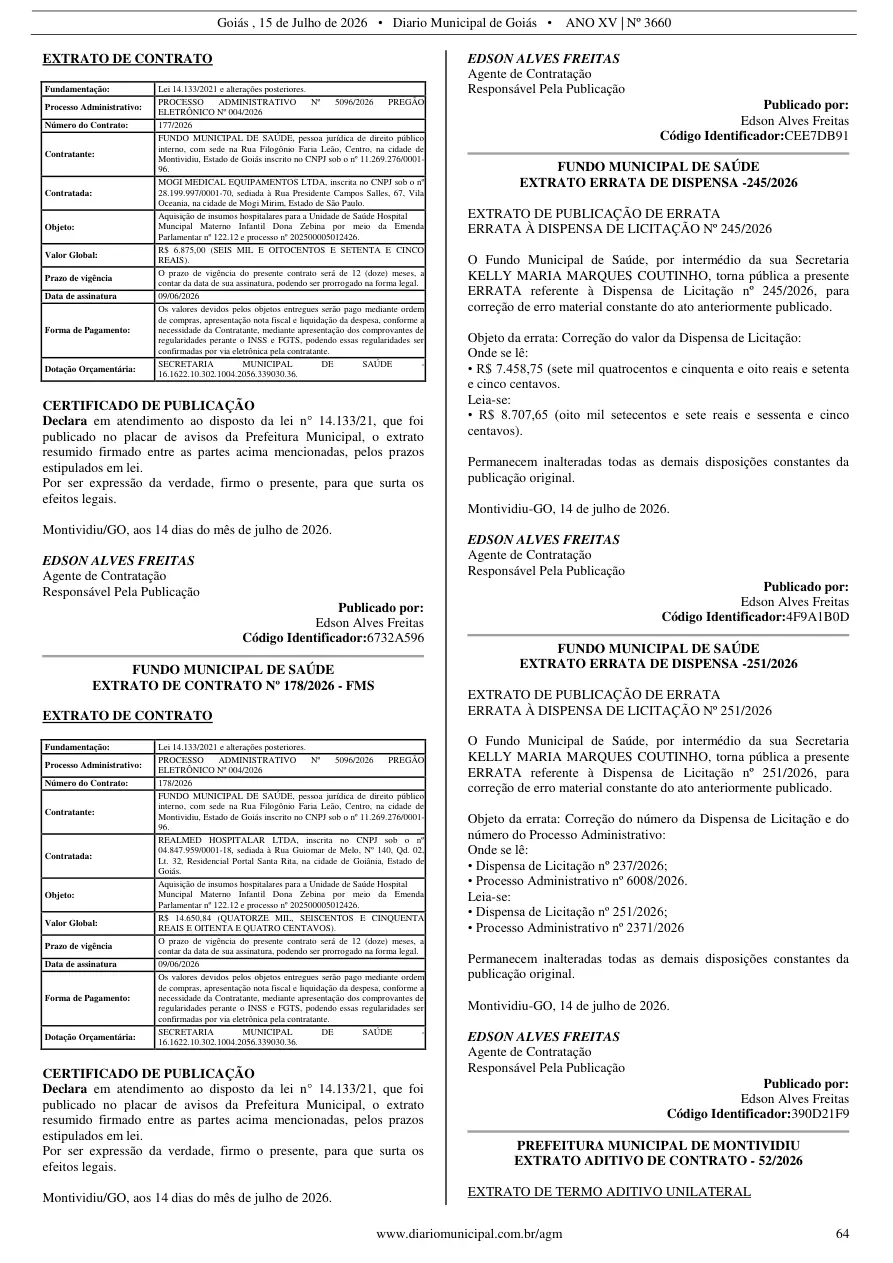 Goiás , 15 de Julho de 2026 • Diario Municipal de Goiás • ANO XV | Nº 3660
EXTRATO DE CONTRATO
Fundamentação: Lei 14.133/2021 e alterações posteriores.
Processo Administrativo: PROCESSO ADMINISTRATIVO Nº 5096/2026 PREGÃO
ELETRÔNICO Nº 004/2026
Número do Contrato: 177/2026
Contratante: FUNDO MUNICIPAL DE SAÚDE, pessoa jurídica de direito público
interno, com sede na Rua Filogônio Faria Leão, Centro, na cidade de
Montividiu, Estado de Goiás inscrito no CNPJ sob o nº 11.269.276/0001-
96.
Contratada: MOGI MEDICAL EQUIPAMENTOS LTDA, inscrita no CNPJ sob o nº
28.199.997/0001-70, sediada à Rua Presidente Campos Salles, 67, Vila
Oceania, na cidade de Mogi Mirim, Estado de São Paulo.
Objeto: Aquisição de insumos hospitalares para a Unidade de Saúde Hospital
Muncipal Materno Infantil Dona Zebina por meio da Emenda
Parlamentar nº 122.12 e processo nº 202500005012426.
Valor Global: R$ 6.875,00 (SEIS MIL E OITOCENTOS E SETENTA E CINCO
REAIS).
Prazo de vigência O prazo de vigência do presente contrato será de 12 (doze) meses, a
contar da data de sua assinatura, podendo ser prorrogado na forma legal.
Data de assinatura 09/06/2026
Forma de Pagamento: Os valores devidos pelos objetos entregues serão pago mediante ordem
de compras, apresentação nota fiscal e liquidação da despesa, conforme a
necessidade da Contratante, mediante apresentação dos comprovantes de
regularidades perante o INSS e FGTS, podendo essas regularidades ser
confirmadas por via eletrônica pela contratante.
Dotação Orçamentária: SECRETARIA MUNICIPAL DE SAÚDE -
16.1622.10.302.1004.2056.339030.36.
CERTIFICADO DE PUBLICAÇÃO
Declara em atendimento ao disposto da lei n° 14.133/21, que foi
publicado no placar de avisos da Prefeitura Municipal, o extrato
resumido firmado entre as partes acima mencionadas, pelos prazos
estipulados em lei.
Por ser expressão da verdade, firmo o presente, para que surta os
efeitos legais.
Montividiu/GO, aos 14 dias do mês de julho de 2026.
EDSON ALVES FREITAS
Agente de Contratação
Responsável Pela Publicação
Publicado por:
Edson Alves Freitas
Código Identificador:6732A596
FUNDO MUNICIPAL DE SAÚDE
EXTRATO DE CONTRATO Nº 178/2026 - FMS
EXTRATO DE CONTRATO
Fundamentação: Lei 14.133/2021 e alterações posteriores.
Processo Administrativo: PROCESSO ADMINISTRATIVO Nº 5096/2026 PREGÃO
ELETRÔNICO Nº 004/2026
Número do Contrato: 178/2026
Contratante: FUNDO MUNICIPAL DE SAÚDE, pessoa jurídica de direito público
interno, com sede na Rua Filogônio Faria Leão, Centro, na cidade de
Montividiu, Estado de Goiás inscrito no CNPJ sob o nº 11.269.276/0001-
96.
Contratada: REALMED HOSPITALAR LTDA, inscrita no CNPJ sob o nº
04.847.959/0001-18, sediada à Rua Guiomar de Melo, Nº 140, Qd. 02,
Lt. 32, Residencial Portal Santa Rita, na cidade de Goiânia, Estado de
Goiás.
Objeto: Aquisição de insumos hospitalares para a Unidade de Saúde Hospital
Muncipal Materno Infantil Dona Zebina por meio da Emenda
Parlamentar nº 122.12 e processo nº 202500005012426.
Valor Global: R$ 14.650,84 (QUATORZE MIL, SEISCENTOS E CINQUENTA
REAIS E OITENTA E QUATRO CENTAVOS).
Prazo de vigência O prazo de vigência do presente contrato será de 12 (doze) meses, a
contar da data de sua assinatura, podendo ser prorrogado na forma legal.
Data de assinatura 09/06/2026
Forma de Pagamento: Os valores devidos pelos objetos entregues serão pago mediante ordem
de compras, apresentação nota fiscal e liquidação da despesa, conforme a
necessidade da Contratante, mediante apresentação dos comprovantes de
regularidades perante o INSS e FGTS, podendo essas regularidades ser
confirmadas por via eletrônica pela contratante.
Dotação Orçamentária: SECRETARIA MUNICIPAL DE SAÚDE -
16.1622.10.302.1004.2056.339030.36.
CERTIFICADO DE PUBLICAÇÃO
Declara em atendimento ao disposto da lei n° 14.133/21, que foi
publicado no placar de avisos da Prefeitura Municipal, o extrato
resumido firmado entre as partes acima mencionadas, pelos prazos
estipulados em lei.
Por ser expressão da verdade, firmo o presente, para que surta os
efeitos legais.
Montividiu/GO, aos 14 dias do mês de julho de 2026.
EDSON ALVES FREITAS
Agente de Contratação
Responsável Pela Publicação
Publicado por:
Edson Alves Freitas
Código Identificador:CEE7DB91
FUNDO MUNICIPAL DE SAÚDE
EXTRATO ERRATA DE DISPENSA -245/2026
EXTRATO DE PUBLICAÇÃO DE ERRATA
ERRATA À DISPENSA DE LICITAÇÃO Nº 245/2026
O Fundo Municipal de Saúde, por intermédio da sua Secretaria
KELLY MARIA MARQUES COUTINHO, torna pública a presente
ERRATA referente à Dispensa de Licitação nº 245/2026, para
correção de erro material constante do ato anteriormente publicado.
Objeto da errata: Correção do valor da Dispensa de Licitação:
Onde se lê:
• R$ 7.458,75 (sete mil quatrocentos e cinquenta e oito reais e setenta
e cinco centavos.
Leia-se:
• R$ 8.707,65 (oito mil setecentos e sete reais e sessenta e cinco
centavos).
Permanecem inalteradas todas as demais disposições constantes da
publicação original.
Montividiu-GO, 14 de julho de 2026.
EDSON ALVES FREITAS
Agente de Contratação
Responsável Pela Publicação
Publicado por:
Edson Alves Freitas
Código Identificador:4F9A1B0D
FUNDO MUNICIPAL DE SAÚDE
EXTRATO ERRATA DE DISPENSA -251/2026
EXTRATO DE PUBLICAÇÃO DE ERRATA
ERRATA À DISPENSA DE LICITAÇÃO Nº 251/2026
O Fundo Municipal de Saúde, por intermédio da sua Secretaria
KELLY MARIA MARQUES COUTINHO, torna pública a presente
ERRATA referente à Dispensa de Licitação nº 251/2026, para
correção de erro material constante do ato anteriormente publicado.
Objeto da errata: Correção do número da Dispensa de Licitação e do
número do Processo Administrativo:
Onde se lê:
• Dispensa de Licitação nº 237/2026;
• Processo Administrativo nº 6008/2026.
Leia-se:
• Dispensa de Licitação nº 251/2026;
• Processo Administrativo nº 2371/2026
Permanecem inalteradas todas as demais disposições constantes da
publicação original.
Montividiu-GO, 14 de julho de 2026.
EDSON ALVES FREITAS
Agente de Contratação
Responsável Pela Publicação
Publicado por:
Edson Alves Freitas
Código Identificador:390D21F9
PREFEITURA MUNICIPAL DE MONTIVIDIU
EXTRATO ADITIVO DE CONTRATO - 52/2026
EXTRATO DE TERMO ADITIVO UNILATERAL
www.diariomunicipal.com.br/agm 64